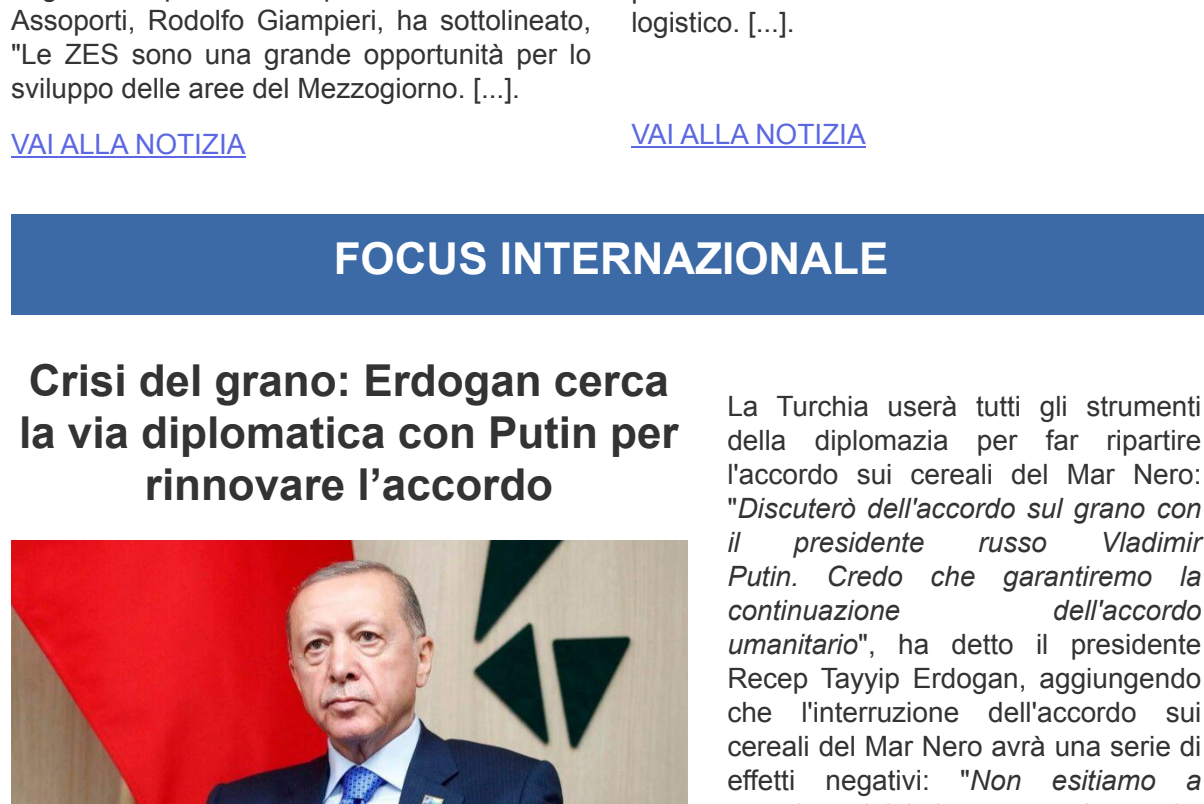 Assoporti, Rodolfo Giampieri, ha sottolineato,
"Le ZES sono una grande opportunità per lo
sviluppo delle aree del Mezzogiorno. [...].
VAI ALLA NOTIZIA
logistico. [...].
VAI ALLA NOTIZIA
FOCUS INTERNAZIONALE
Crisi del grano: Erdogan cerca
la via diplomatica con Putin per
rinnovare l’accordo
La Turchia userà tutti gli strumenti
della diplomazia per far ripartire
l'accordo sui cereali del Mar Nero:
"Discuterò dell'accordo sul grano con
il presidente russo Vladimir
Putin. Credo che garantiremo la
continuazione dell'accordo
umanitario", ha detto il presidente
Recep Tayyip Erdogan, aggiungendo
che l'interruzione dell'accordo sui
cereali del Mar Nero avrà una serie di
effetti negativi: "Non esitiamo a